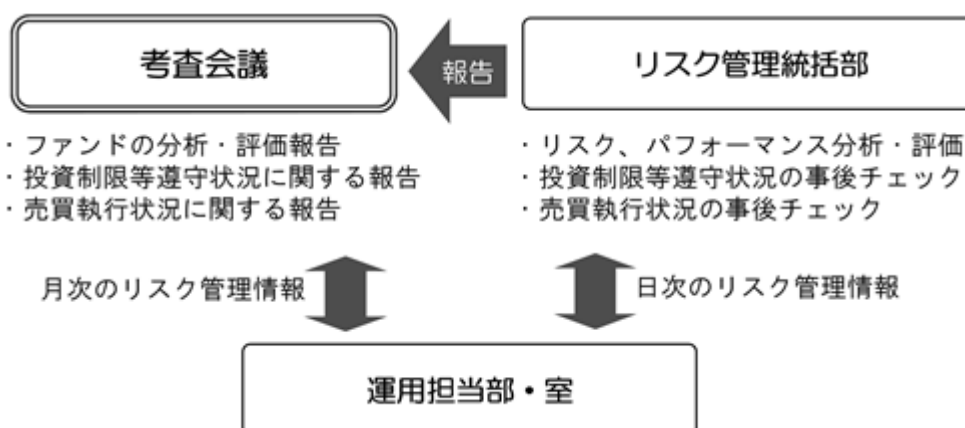 考査会議
報告
リスク管理統括部
・ファンドの分析・評価報告
・投資制限等遵守状況に関する報告
・売買執行状況に関する報告
・リスク、パフォーマンス分析・評価
・投資制限等遵守状況の事後チェック
・売買執行状況の事後チェック
月次のリスク管理情報
日次のリスク管理情報
運用担当部・室